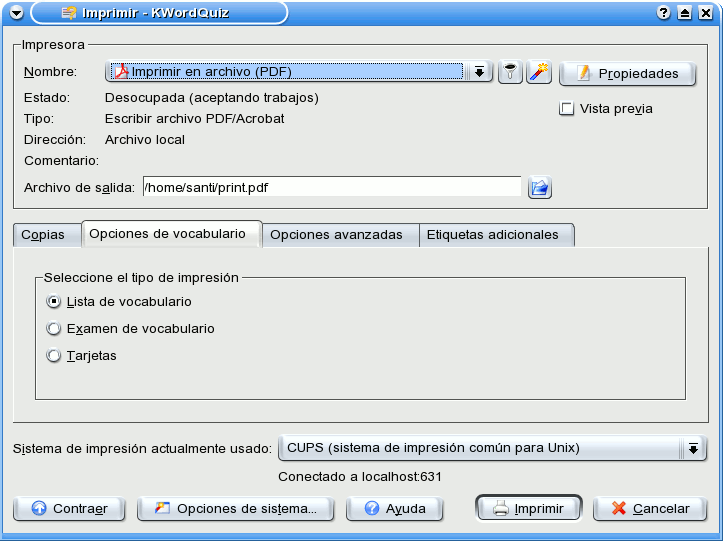 Imprimir - KWordQuiz
Impresora
Nombre: Imprimir en archivo (PDF) Propiedades
Estado: Desocupada (aceptando trabajos) Vista previa
Tipo: Escribir archivo PDF/Acrobat
Dirección: Archivo local
Comentario:
Archivo de salida: /home/santi/print.pdf
Copias Opciones de vocabulario Opciones avanzadas Etiquetas adicionales
Seleccione el tipo de impresión
Lista de vocabulario
Examen de vocabulario
Tarjetas
Sistema de impresión actualmente usado: CUPS (sistema de impresión común para Unix)
Conectado a localhost:631
Contraer Opciones de sistema... Ayuda Imprimir Cancelar